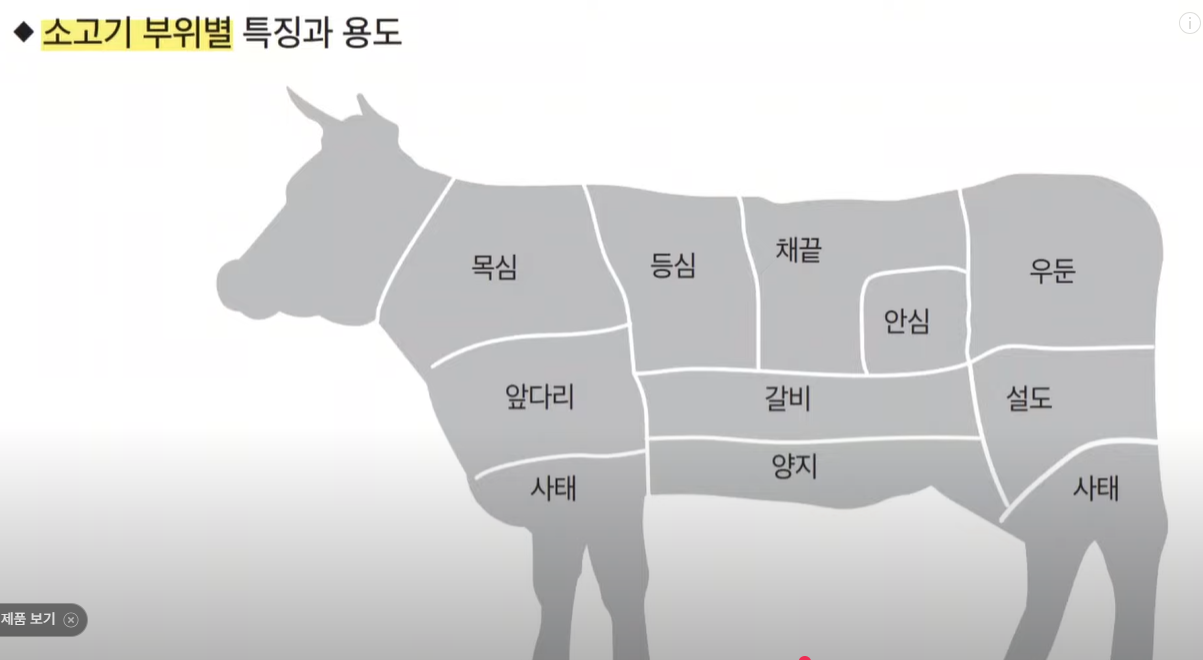 ◆ 소고기 부위별 특징과 용도
목심
등심
채끝
안심
우둔
앞다리
갈비
설도
사태
양지
사태
제품 보기